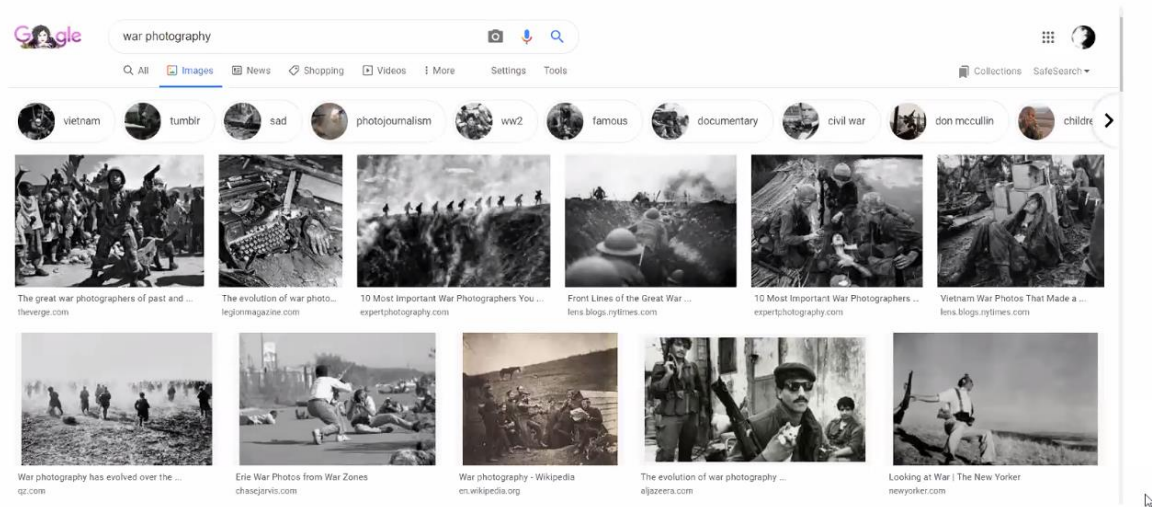 Google
war photography
All Images News Shopping Videos More Settings Tools Collections SafeSearch
vietnam tumblr sad photojournalism ww2 famous documentary civil war don mccullin childre
The great war photographers of past and ... The evolution of war photo... 10 Most Important War Photographers You ... Front Lines of the Great War ... 10 Most Important War Photographers ... Vietnam War Photos That Made a ...
theverge.com legionmagazine.com expertphotography.com lens.blogs.nytimes.com expertphotography.com lens.blogs.nytimes.com
War photography has evolved over the ... Erie War Photos from War Zones War photography - Wikipedia The evolution of war photography ... Looking at War | The New Yorker
qz.com chasejarvis.com en.wikipedia.org aljazeera.com newyorker.com